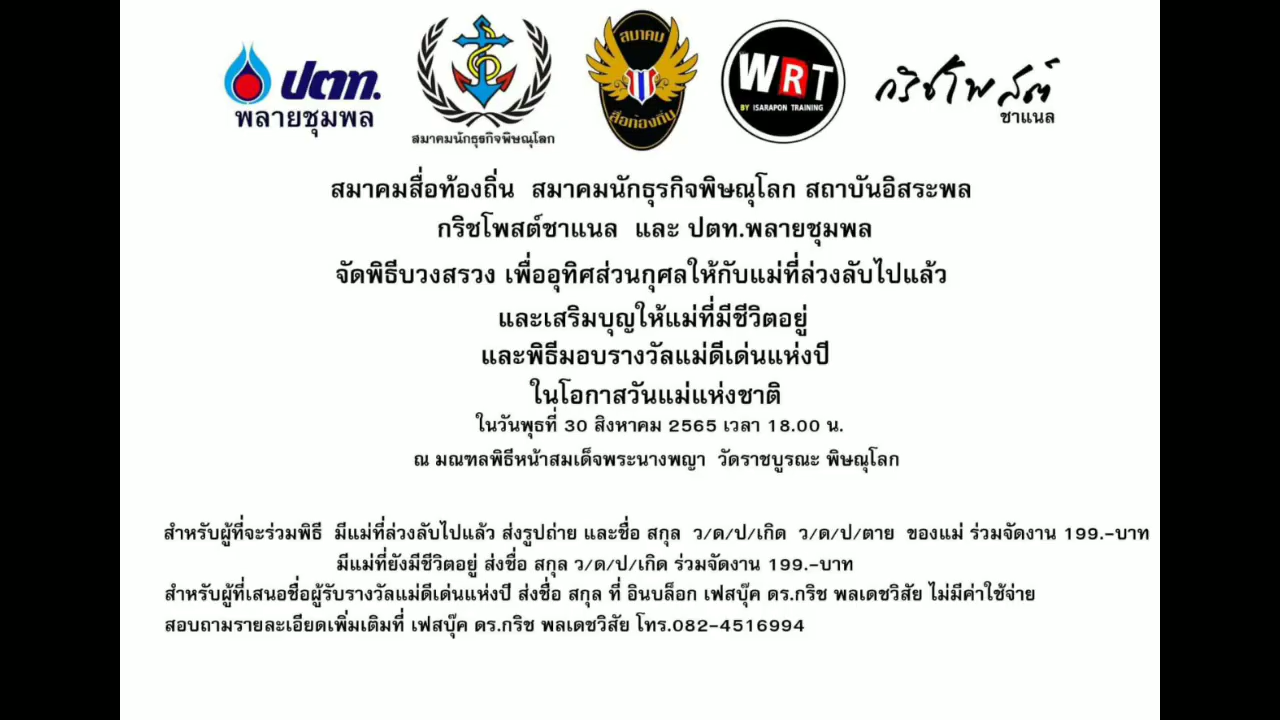 ปตท.
พลายชุมพล
สมาคมนักธุรกิจพิษณุโลก
สมาคม
สื่อท้องถิ่น
WRT
BY ISARAPON TRAINING
กริชโพสต์
ชาแนล
สมาคมสื่อท้องถิ่น สมาคมนักธุรกิจพิษณุโลก สถาบันอิสระพล
กริชโพสต์ชาแนล และ ปตท.พลายชุมพล
จัดพิธีบวงสรวง เพื่ออุทิศส่วนกุศลให้กับแม่ที่ล่วงลับไปแล้ว
และเสริมบุญให้แม่ที่มีชีวิตอยู่
และพิธีมอบรางวัลแม่ดีเด่นแห่งปี
ในโอกาสวันแม่แห่งชาติ
ในวันพุธที่ 30 สิงหาคม 2565 เวลา 18.00 น.
ณ มณฑลพิธีหน้าสมเด็จพระนางพญา วัดราชบูรณะ พิษณุโลก
สำหรับผู้ที่จะร่วมพิธี มีแม่ที่ล่วงลับไปแล้ว ส่งรูปถ่าย และชื่อ สกุล ว/ด/ป/เกิด ว/ด/ป/ตาย ของแม่ ร่วมจัดงาน 199.-บาท
มีแม่ที่ยังมีชีวิตอยู่ ส่งชื่อ สกุล ว/ด/ป/เกิด ร่วมจัดงาน 199.-บาท
สำหรับผู้ที่เสนอชื่อผู้รับรางวัลแม่ดีเด่นแห่งปี ส่งชื่อ สกุล ที่ อินบล็อก เฟสบุ๊ค ดร.กริช พลเดชวิสัย ไม่มีค่าใช้จ่าย
สอบถามรายละเอียดเพิ่มเติมที่ เฟสบุ๊ค ดร.กริช พลเดชวิสัย โทร.082-4516994